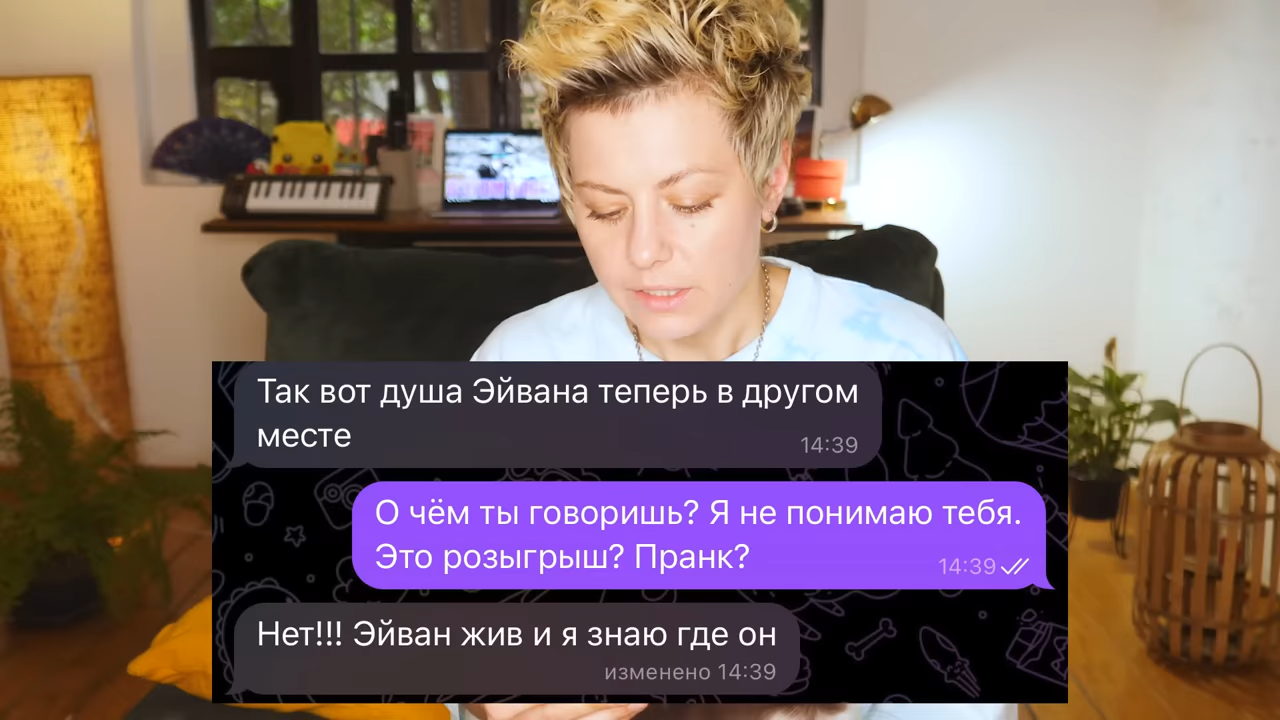 Так вот душа Эйвана теперь в другом
месте
14:39
О чём ты говоришь? Я не понимаю тебя.
Это розыгрыш? Пранк?
14:39
Нет!!! Эйван жив и я знаю где он
изменено 14:39